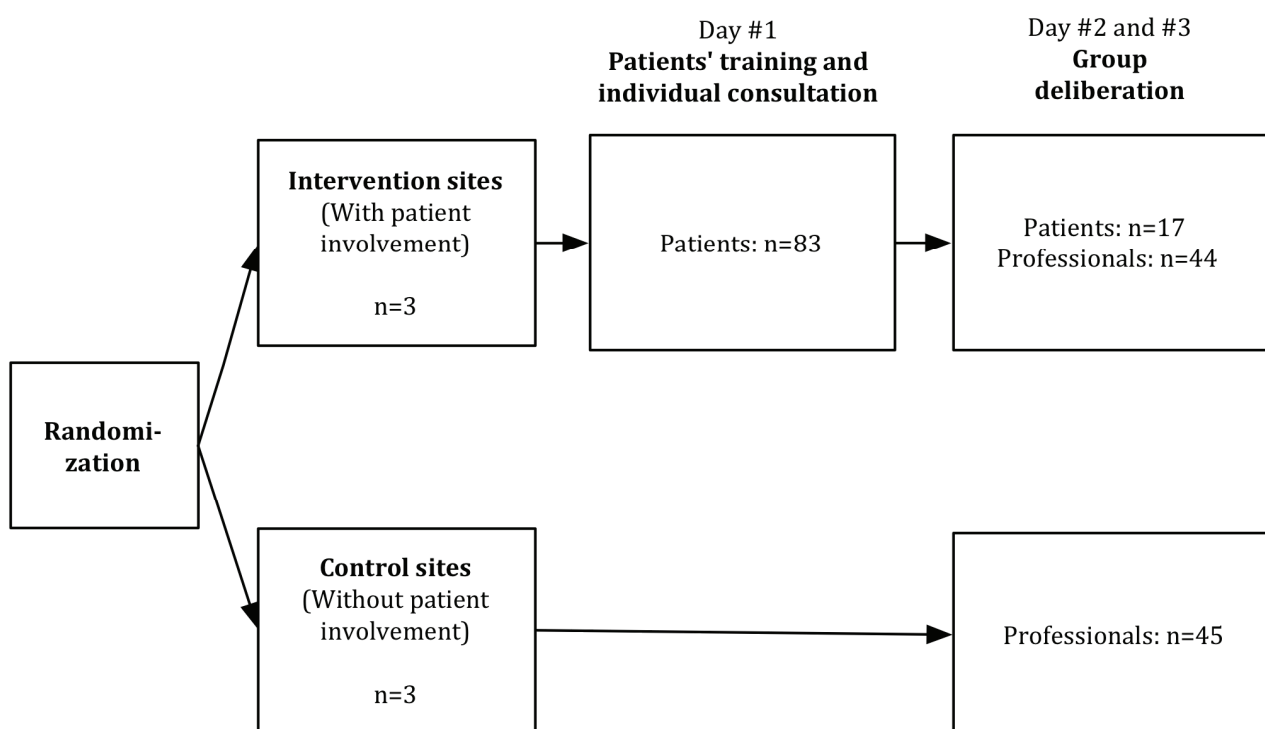 Day #1
Patients' training and
individual consultation
Day #2 and #3
Group
deliberation
Intervention sites
(With patient
involvement)
n=3
Patients: n=83
Patients: n=17
Professionals: n=44
Randomi-
zation
Control sites
(Without patient
involvement)
n=3
Professionals: n=45